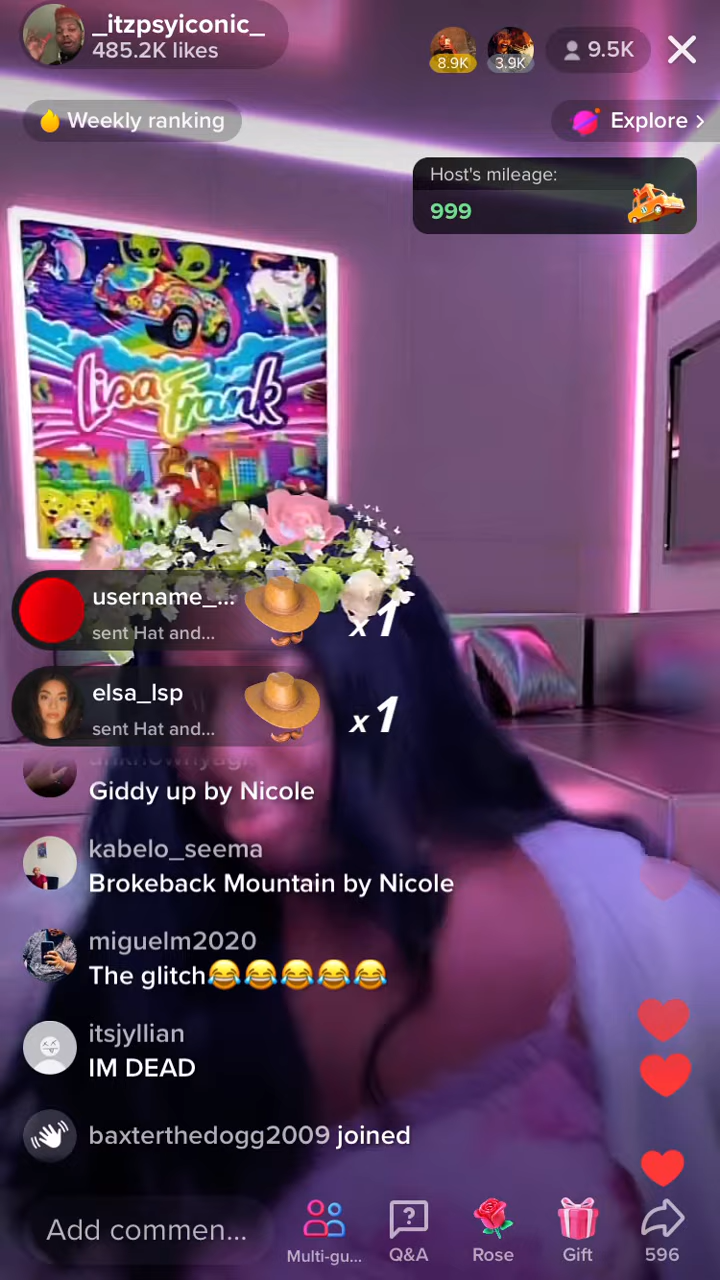 _itzpsyiconic_
485.2K likes
8.9K
3.9K
9.5K
Weekly ranking
Explore >
Host's mileage:
999
Lisa Frank
username_...
sent Hat and...
x1
elsa_lsp
sent Hat and...
x1
Giddy up by Nicole
kabelo_seema
Brokeback Mountain by Nicole
miguelm2020
The glitch😂😂😂😂😂
itsjyllian
IM DEAD
baxterthedogg2009 joined
Add commen...
Multi-gu...
Q&A
Rose
Gift
596